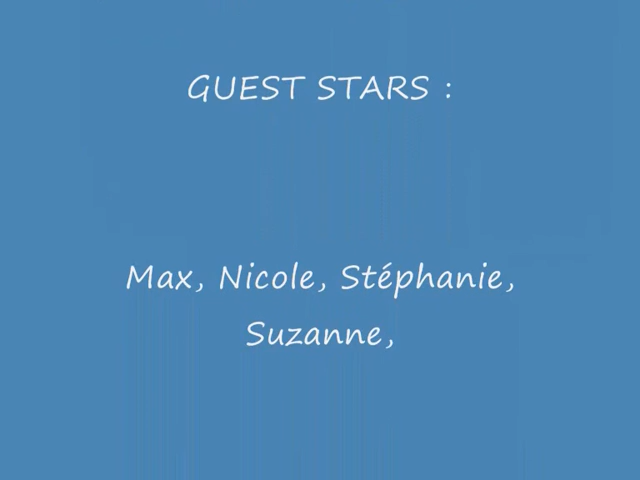 GUEST STARS :
Max, Nicole, Stéphanie,
Suzanne,